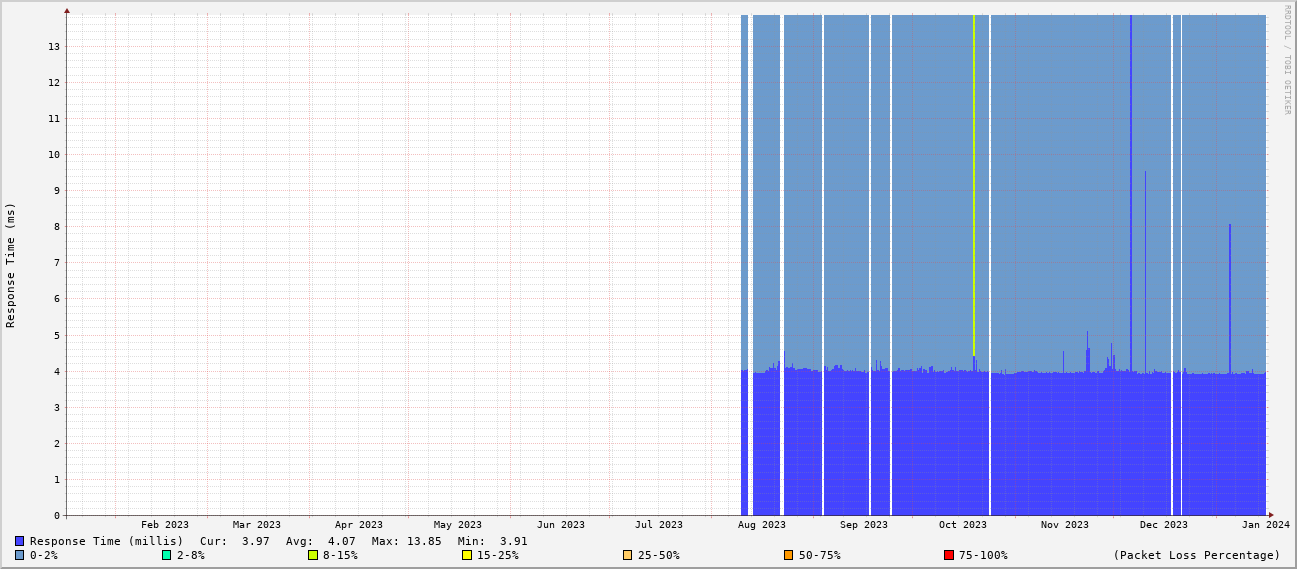 RRDTOOL / TOBI OETIKER
Response Time (ms)
13
12
11
10
9
8
7
6
5
4
3
2
1
0
Feb 2023 Mar 2023 Apr 2023 May 2023 Jun 2023 Jul 2023 Aug 2023 Sep 2023 Oct 2023 Nov 2023 Dec 2023 Jan 2024
Response Time (millis) Cur: 3.97 Avg: 4.07 Max: 13.85 Min: 3.91
0-2% 2-8% 8-15% 15-25% 25-50% 50-75% 75-100% (Packet Loss Percentage)